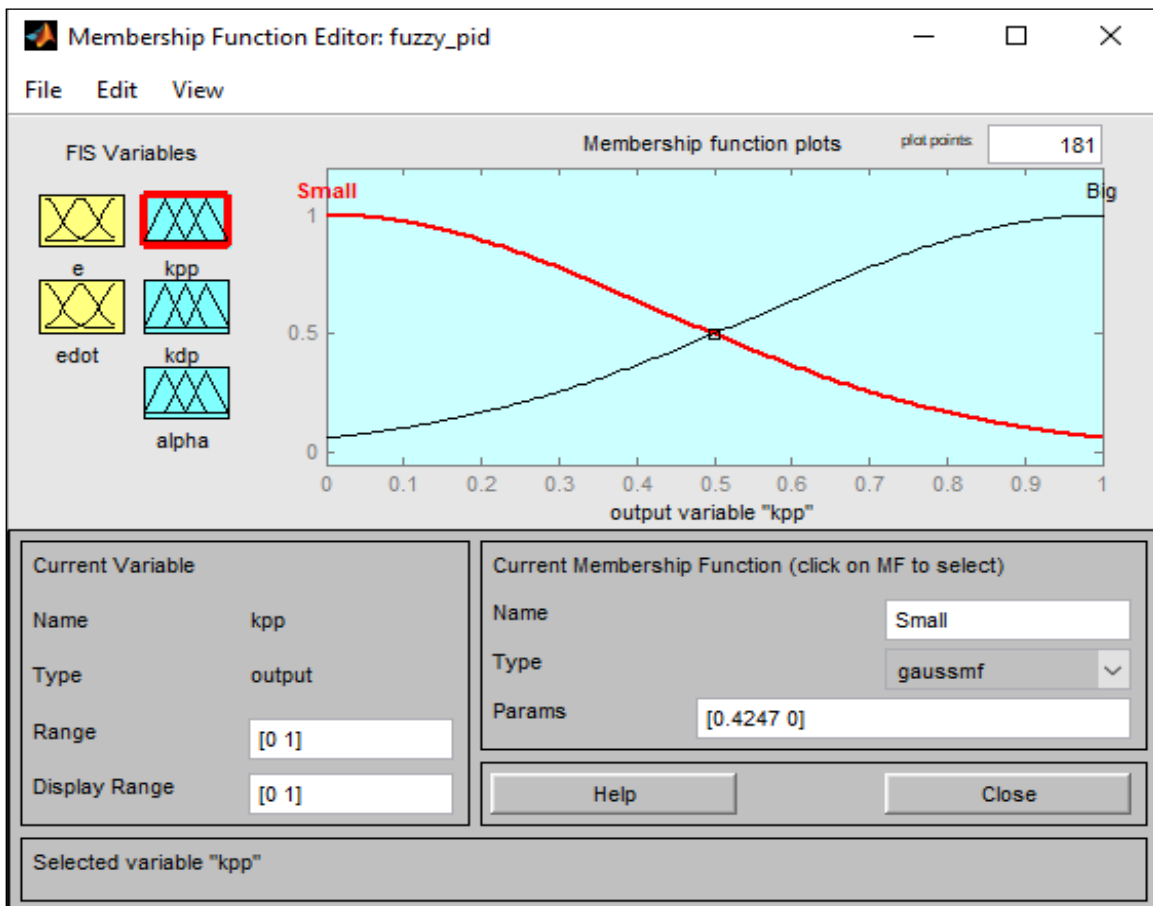 Membership Function Editor: fuzzy_pid
File Edit View
FIS Variables
Membership function plots
plot points:
181
e
kpp
edot
kdp
alpha
Small
Big
1
0.5
0
0 0.1 0.2 0.3 0.4 0.5 0.6 0.7 0.8 0.9 1
output variable "kpp"
Current Variable
Name kpp
Type output
Range [0 1]
Display Range [0 1]
Current Membership Function (click on MF to select)
Name Small
Type gaussmf
Params [0.4247 0]
Help Close
Selected variable "kpp"